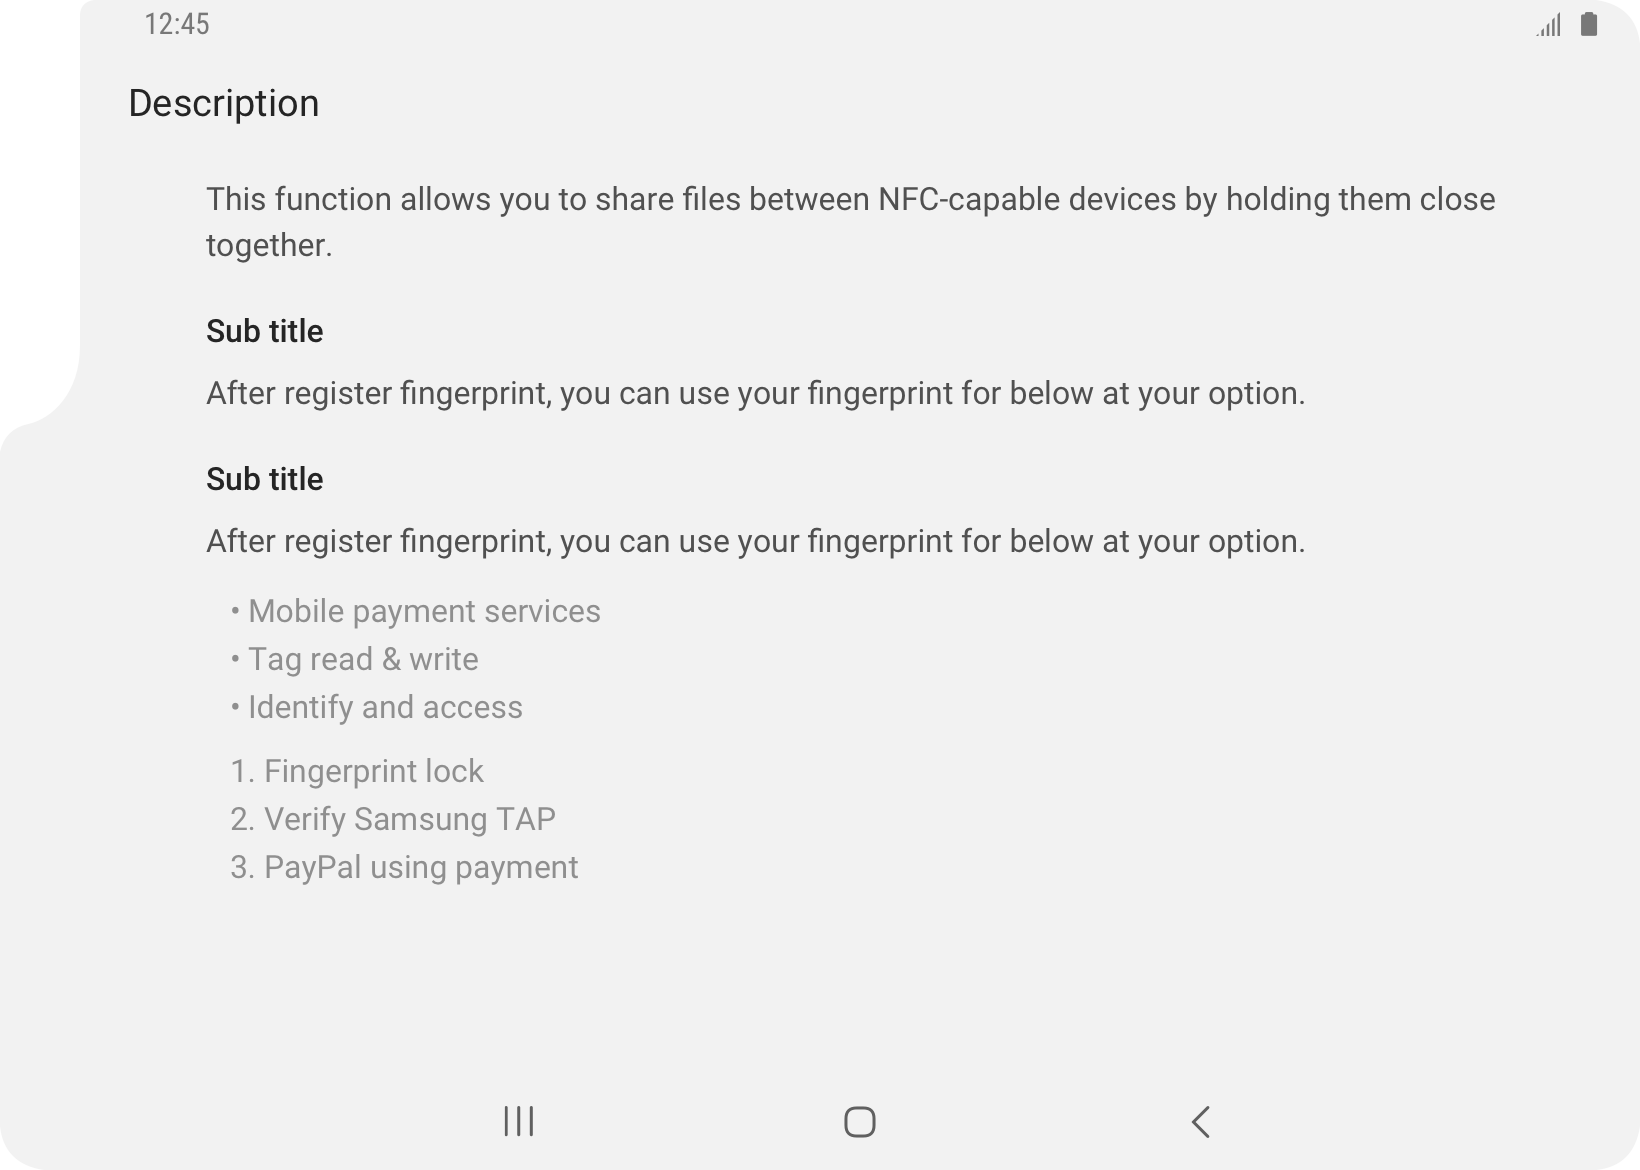 12:45
Description
This function allows you to share files between NFC-capable devices by holding them close
together.
Sub title
After register fingerprint, you can use your fingerprint for below at your option.
Sub title
After register fingerprint, you can use your fingerprint for below at your option.
• Mobile payment services
• Tag read & write
• Identify and access
1. Fingerprint lock
2. Verify Samsung TAP
3. PayPal using payment